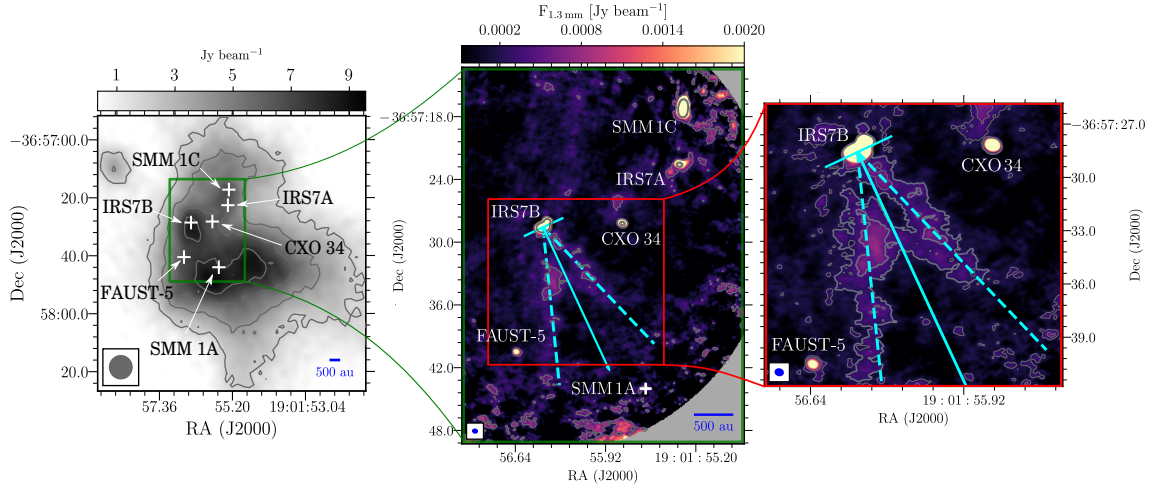 Jy beam⁻¹
1 3 5 7 9
−36:57:00.0
20.0
40.0
58:00.0
20.0
Dec (J2000)
SMM 1C
IRS7B
IRS7A
CXO 34
FAUST-5
SMM 1A
500 au
57.36 55.20 19:01:53.04
RA (J2000)
F₁.₃ ₘₘ [Jy beam⁻¹]
0.0002 0.0008 0.0014 0.0020
−36:57:18.0
24.0
30.0
36.0
42.0
48.0
Dec (J2000)
SMM 1C
IRS7A
IRS7B
CXO 34
FAUST-5
SMM 1A
500 au
56.64 55.92 19 : 01 : 55.20
RA (J2000)
IRS7B
CXO 34
FAUST-5
−36:57:27.0
30.0
33.0
36.0
39.0
Dec (J2000)
56.64 19 : 01 : 55.92
RA (J2000)